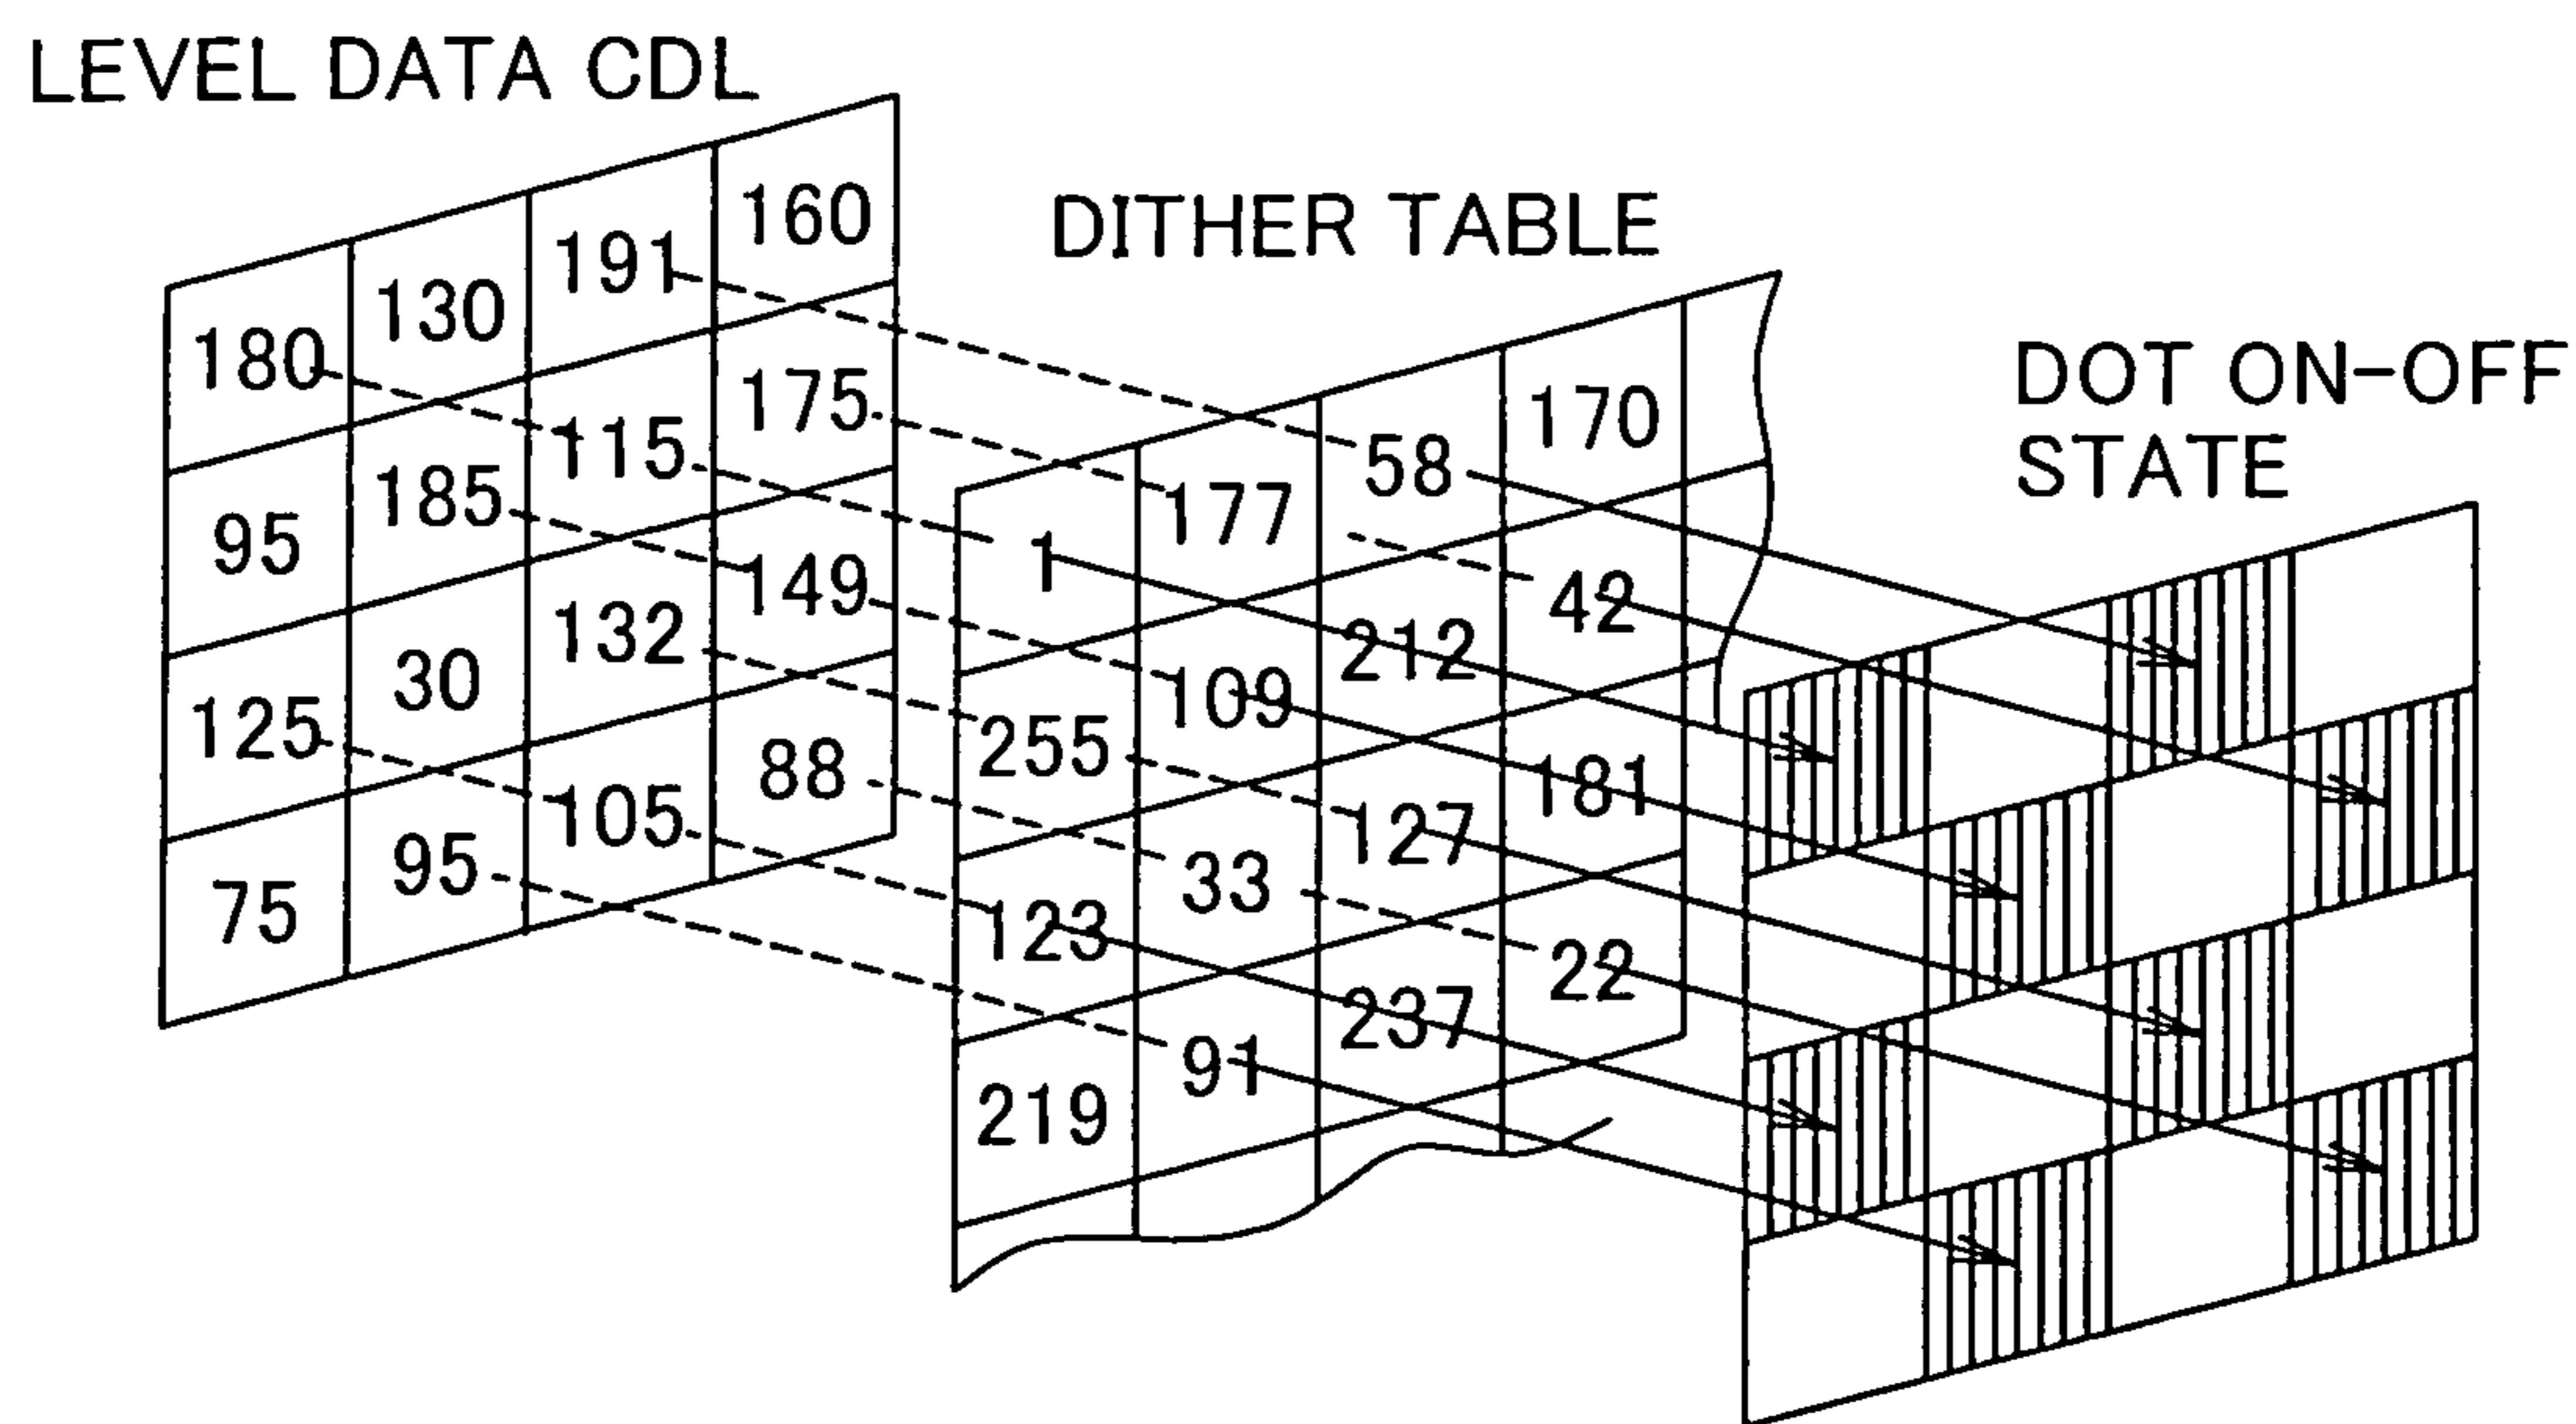 LEVEL DATA CDL
180 130 191 160
95 185 115 175
125 30 132 149
75 95 105 88
DITHER TABLE
1 177 58 170
255 109 212 42
123 33 127 181
219 91 237 22
DOT ON-OFF
STATE